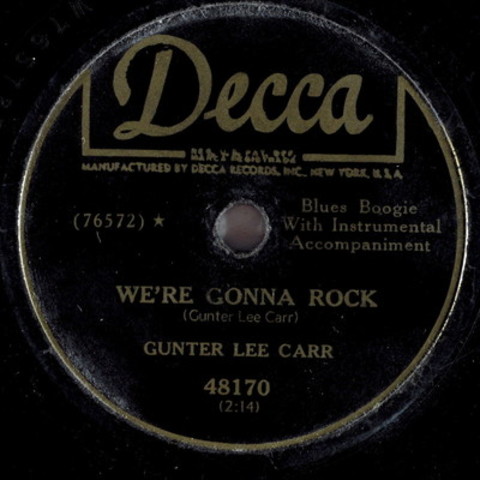 Decca
MANUFACTURED BY DECCA RECORDS, INC., NEW YORK, U.S.A.
(76572) ★
Blues Boogie
With Instrumental
Accompaniment
WE'RE GONNA ROCK
(Gunter Lee Carr)
GUNTER LEE CARR
48170
(2:14)